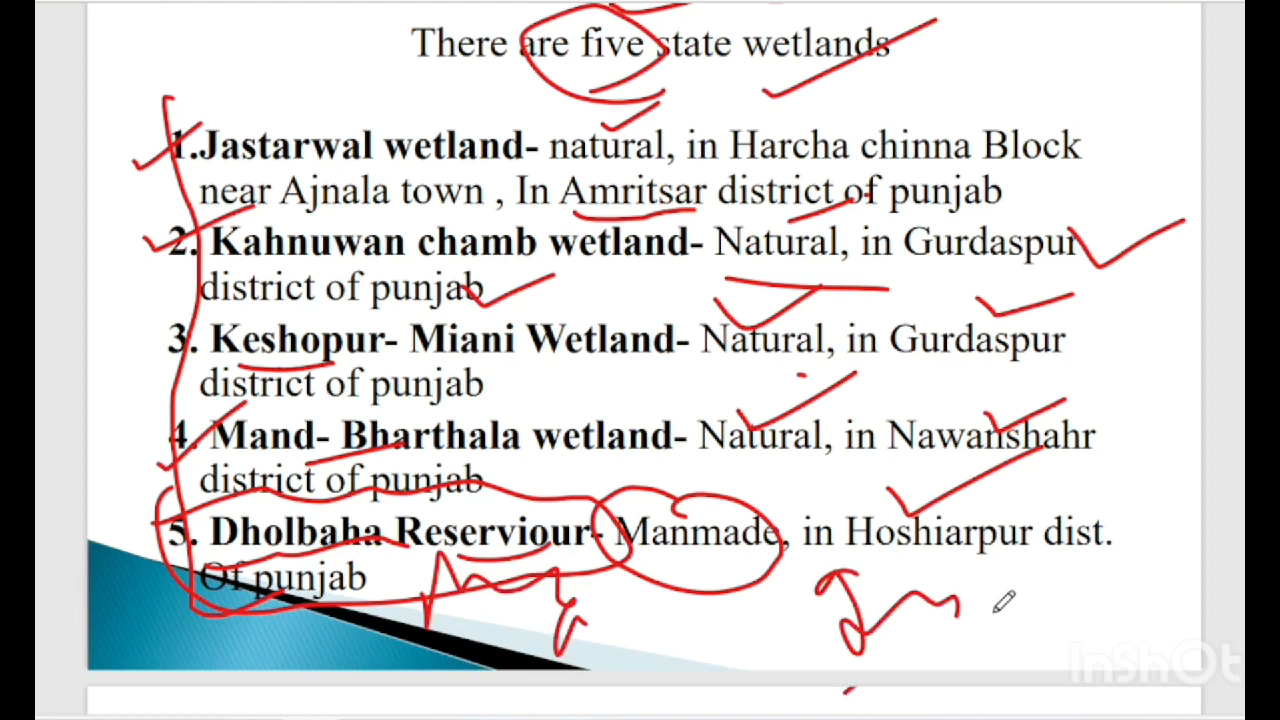 There are five state wetlands
1.Jastarwal wetland- natural, in Harcha chinna Block
near Ajnala town , In Amritsar district of punjab
2. Kahnuwan chamb wetland- Natural, in Gurdaspur
district of punjab
3. Keshopur- Miani Wetland- Natural, in Gurdaspur
district of punjab
4. Mand- Bharthala wetland- Natural, in Nawanshahr
district of punjab
5. Dholbaha Reserviour- Manmade, in Hoshiarpur dist.
Of punjab
InShOt